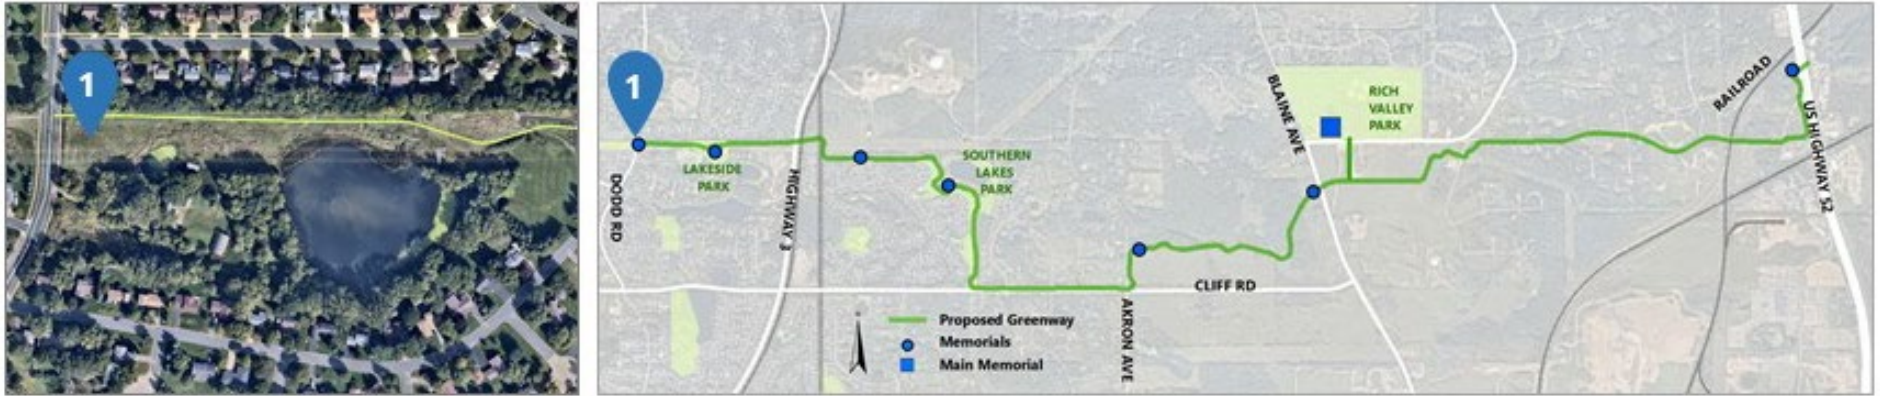 1
1
RAILROAD
BLAINE AVE
RICH
VALLEY
PARK
US HIGHWAY 52
LAKESIDE
PARK
SOUTHERN
LAKES
PARK
DODD RD
HIGHWAY 3
CLIFF RD
AKRON AVE
Proposed Greenway
Memorials
Main Memorial